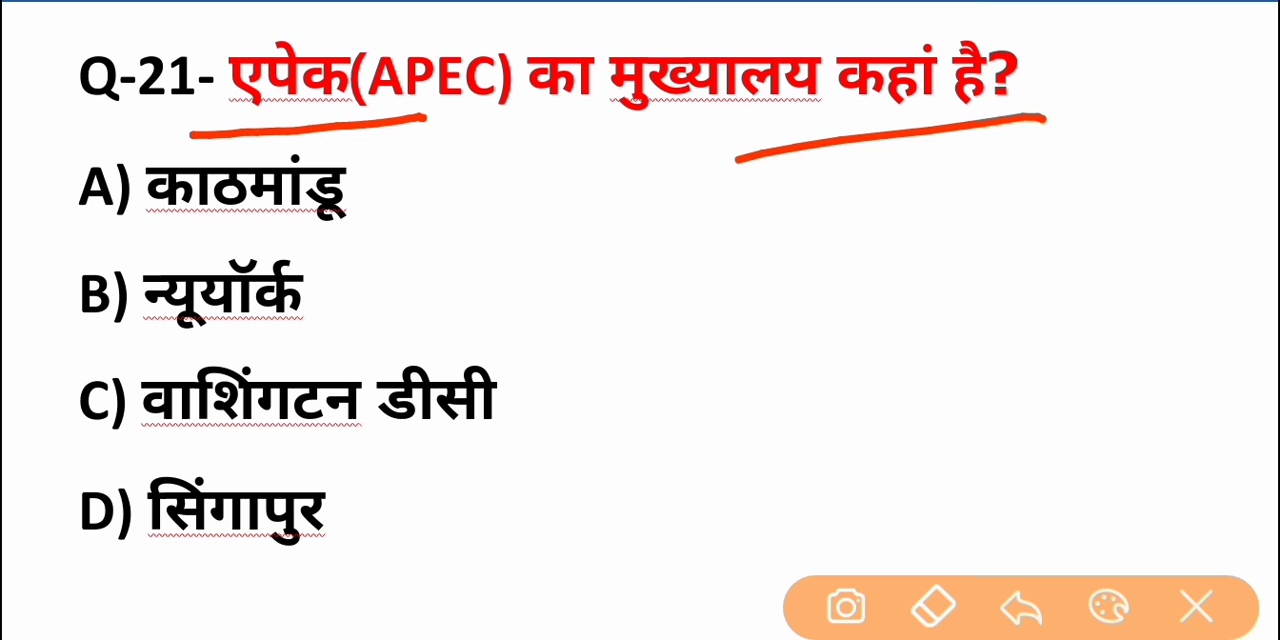 Q-21- एपेक(APEC) का मुख्यालय कहां है?
A) काठमांडू
B) न्यूयॉर्क
C) वाशिंगटन डीसी
D) सिंगापुर